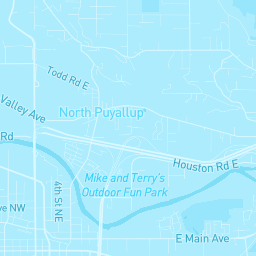 Todd Rd E
Valley Ave
North Puyallup
Rd
Houston Rd E
Mike and Terry's
Outdoor Fun Park
4th St NE
ve NW
E Main Ave